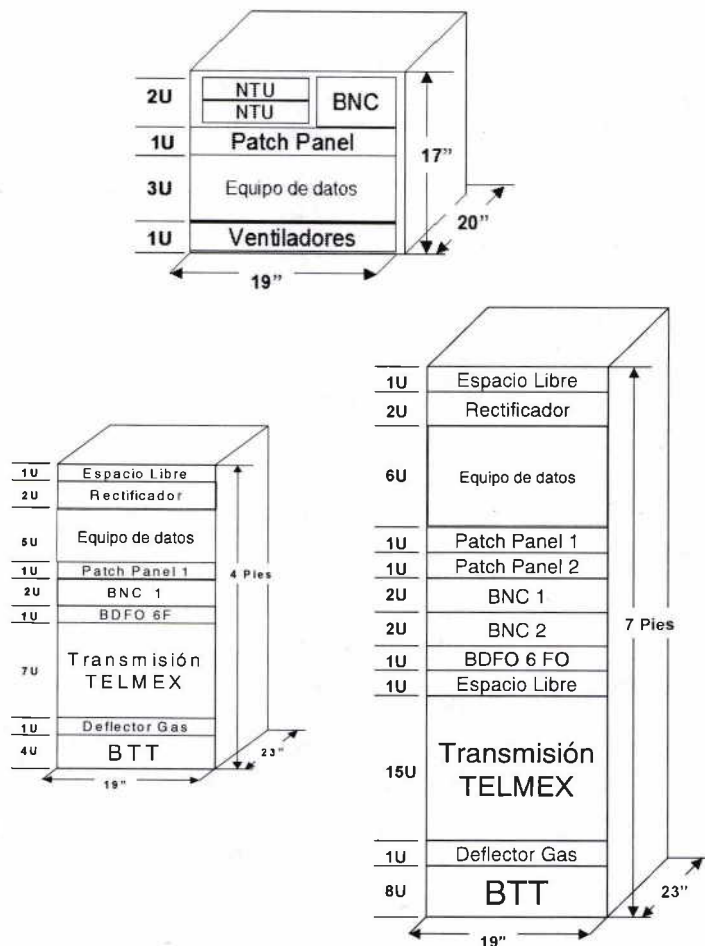 2U NTU BNC
NTU
1U Patch Panel
17”
3U Equipo de datos
20”
1U Ventiladores
19”
1U Espacio Libre
2U Rectificador
6U Equipo de datos
1U Patch Panel 1
1U Patch Panel 2
2U BNC 1
2U BNC 2
7 Pies
1U BDFO 6 FO
1U Espacio Libre
15U Transmisión
TELMEX
1U Deflector Gas
8U BTT
23”
19”
1U Espacio Libre
2U Rectificador
5U Equipo de datos
1U Patch Panel 1
4 Pies
2U BNC 1
1U BDFO 6F
7U Transmisión
TELMEX
1U Deflector Gas
4U BTT
23”
19”